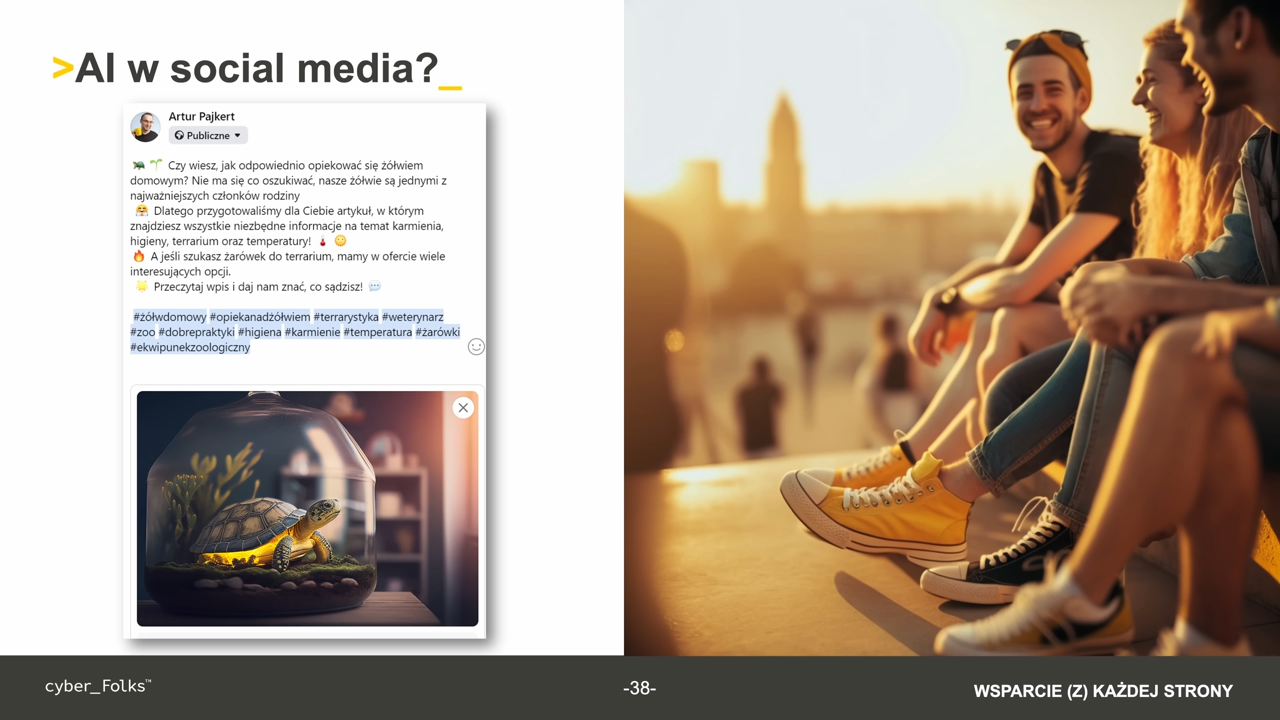 >AI w social media?_
Artur Pajkert
Publiczne
🐢 🌱 Czy wiesz, jak odpowiednio opiekować się żółwiem
domowym? Nie ma się co oszukiwać, nasze żółwie są jednymi z
najważniejszych członków rodziny
🤗 Dlatego przygotowaliśmy dla Ciebie artykuł, w którym
znajdziesz wszystkie niezbędne informacje na temat karmienia,
higieny, terrarium oraz temperatury! 🌡️ 🌞
🔥 A jeśli szukasz żarówek do terrarium, mamy w ofercie wiele
interesujących opcji.
🌟 Przeczytaj wpis i daj nam znać, co sądzisz! 💬
#żółwdomowy #opiekanadżółwiem #terrarystyka #weterynarz
#zoo #dobrepraktyki #higiena #karmienie #temperatura #żarówki
#ekwipunekzoologiczny
cyber_Folks™
-38-
WSPARCIE (Z) KAŻDEJ STRONY